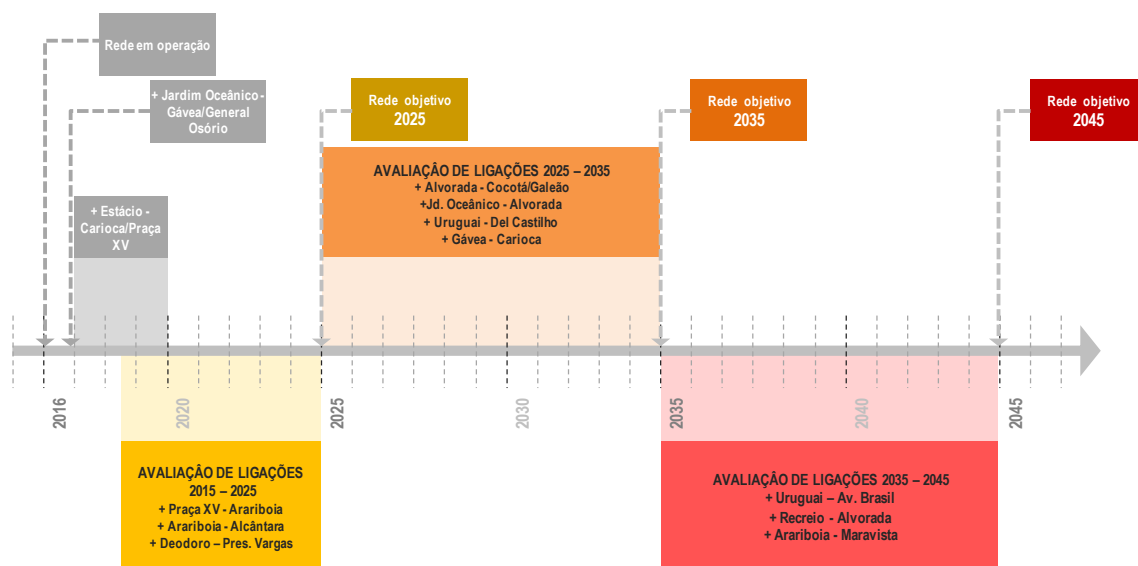 Rede em operação
+ Jardim Oceânico -
Gávea/General
Osório
+ Estácio -
Carioca/Praça
XV
Rede objetivo
2025
Rede objetivo
2035
Rede objetivo
2045
AVALIAÇÂO DE LIGAÇÕES 2025 – 2035
+ Alvorada - Cocotá/Galeão
+Jd. Oceânico - Alvorada
+ Uruguai - Del Castilho
+ Gávea - Carioca
2016
2020
2025
2030
2035
2040
2045
AVALIAÇÂO DE LIGAÇÕES
2015 – 2025
+ Praça XV - Arariboia
+ Arariboia - Alcântara
+ Deodoro – Pres. Vargas
AVALIAÇÂO DE LIGAÇÕES 2035 – 2045
+ Uruguai – Av. Brasil
+ Recreio - Alvorada
+ Arariboia - Maravista